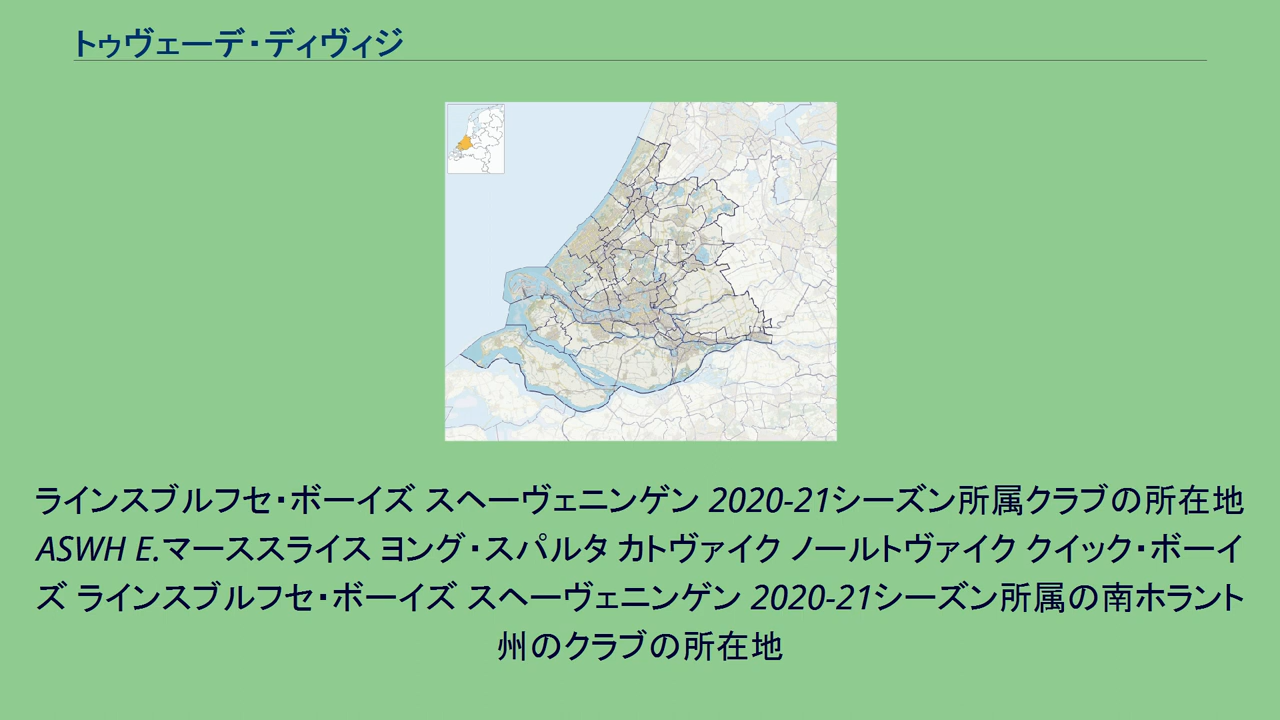 トゥヴェーデ・ディヴィジ
ラインスブルフセ・ボーイズ スヘーヴェニンゲン 2020-21シーズン所属クラブの所在地
ASWH E.マーススライス ヨング・スパルタ カトヴァイク ノールトヴァイク クイック・ボーイ
ズ ラインスブルフセ・ボーイズ スヘーヴェニンゲン 2020-21シーズン所属の南ホラント
州のクラブの所在地